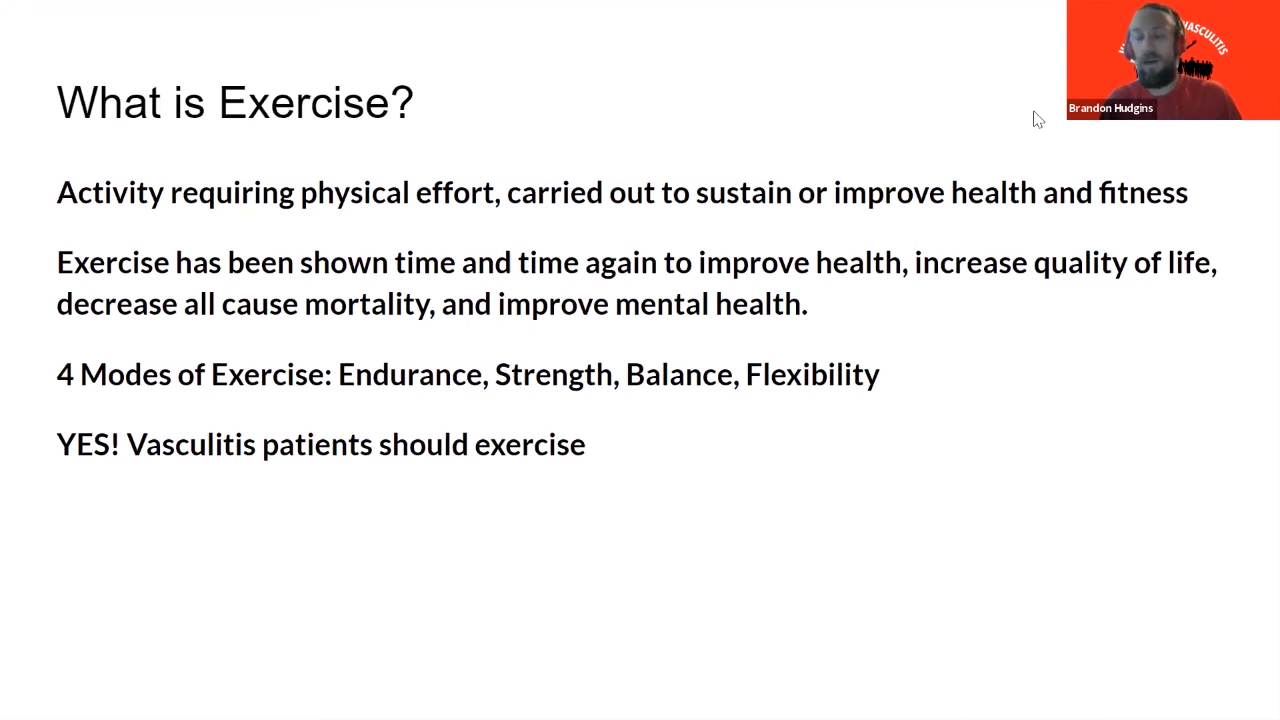 What is Exercise?
Activity requiring physical effort, carried out to sustain or improve health and fitness
Exercise has been shown time and time again to improve health, increase quality of life,
decrease all cause mortality, and improve mental health.
4 Modes of Exercise: Endurance, Strength, Balance, Flexibility
YES! Vasculitis patients should exercise
VASCULITIS
Brandon Hudgins